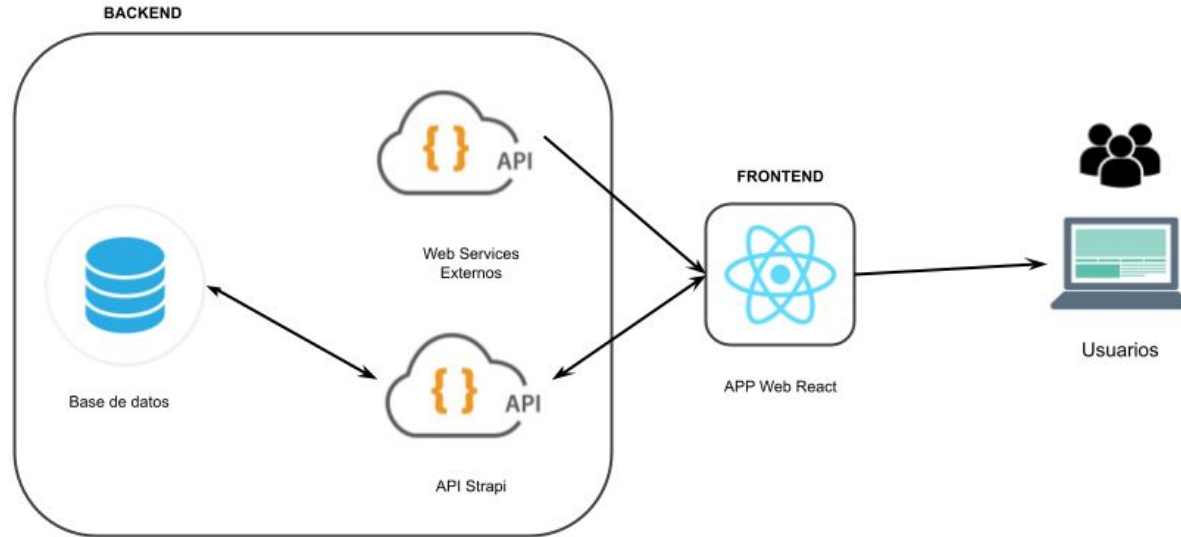 BACKEND
{ } API
Web Services
Externos
FRONTEND
Base de datos
{ } API
API Strapi
APP Web React
Usuarios